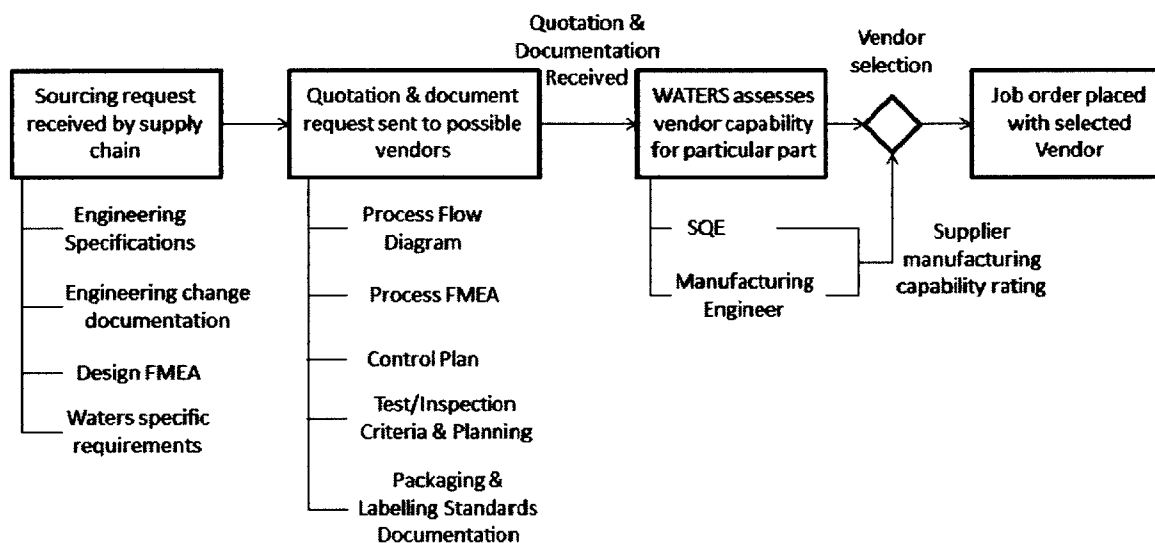 Sourcing request
received by supply
chain
Quotation & document
request sent to possible
vendors
Quotation &
Documentation
Received
WATERS assesses
vendor capability
for particular part
Vendor
selection
Job order placed
with selected
Vendor
Engineering
Specifications
Engineering change
documentation
Design FMEA
Waters specific
requirements
Process Flow
Diagram
Process FMEA
Control Plan
Test/Inspection
Criteria & Planning
Packaging &
Labelling Standards
Documentation
SQE
Manufacturing
Engineer
Supplier
manufacturing
capability rating